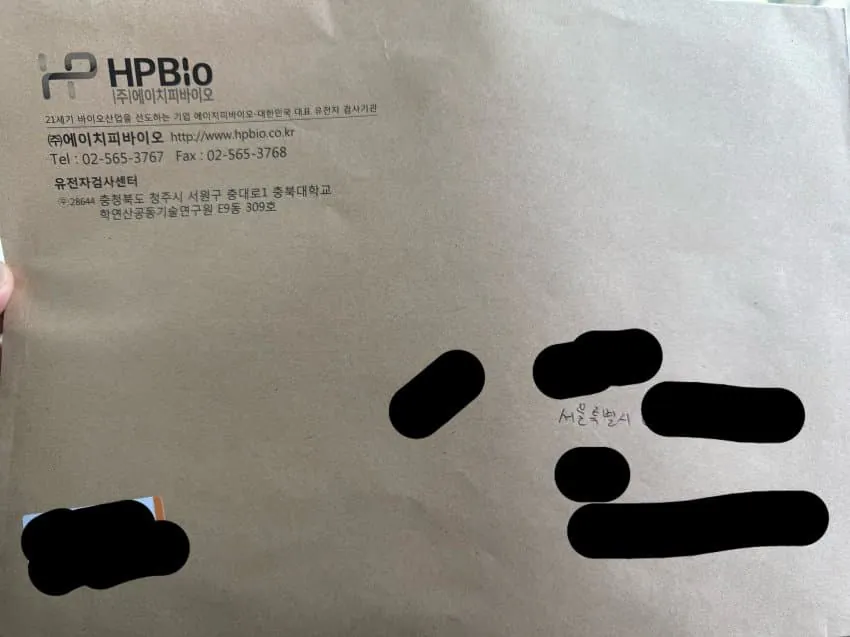 HP HPBio
(주)에이치피바이오
21세기 바이오산업을 선도하는 기업 에이치피바이오·대한민국 대표 유전자 검사기관
㈜에이치피바이오 http://www.hpbio.co.kr
Tel : 02-565-3767 Fax : 02-565-3768
유전자검사센터
㉾28644 충청북도 청주시 서원구 충대로1 충북대학교
학연산공동기술연구원 E9동 309호
서울특별시